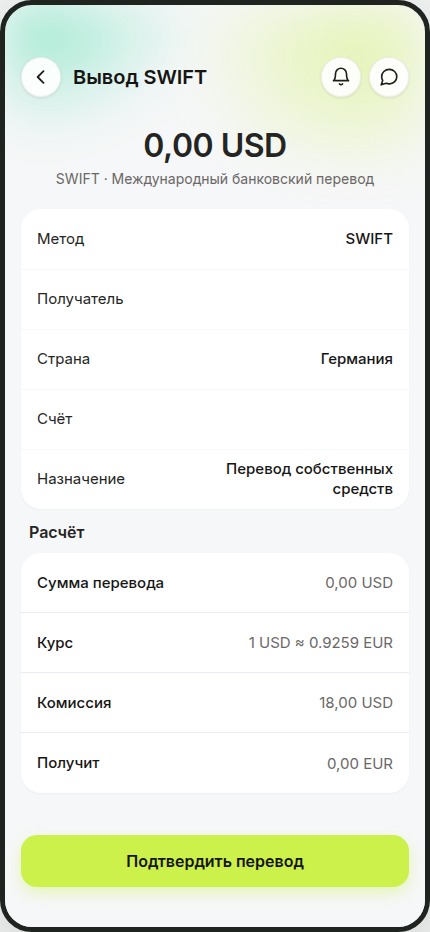 Вывод SWIFT
0,00 USD
SWIFT · Международный банковский перевод
Метод SWIFT
Получатель
Страна Германия
Счёт
Назначение Перевод собственных
средств
Расчёт
Сумма перевода 0,00 USD
Курс 1 USD ≈ 0.9259 EUR
Комиссия 18,00 USD
Получит 0,00 EUR
Подтвердить перевод